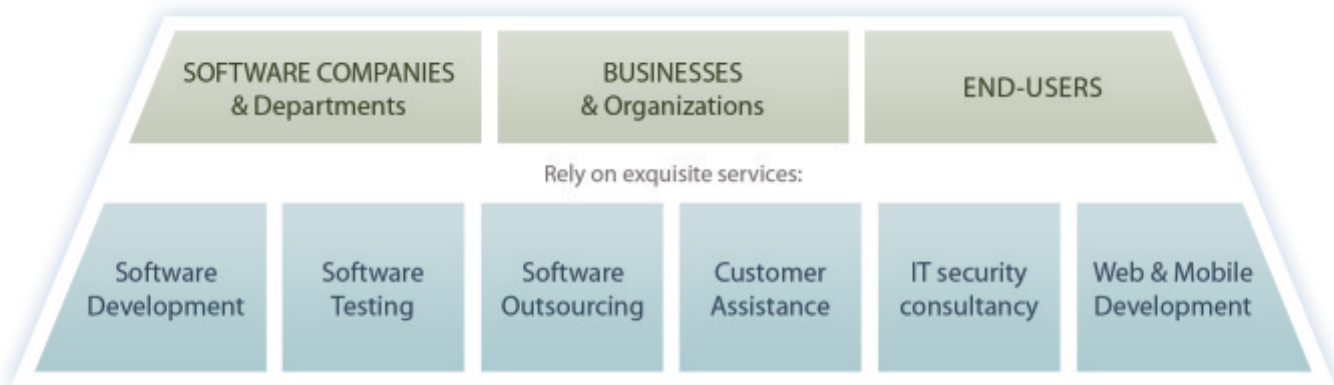 SOFTWARE COMPANIES
& Departments
BUSINESSES
& Organizations
END-USERS
Rely on exquisite services:
Software
Development
Software
Testing
Software
Outsourcing
Customer
Assistance
IT security
consultancy
Web & Mobile
Development